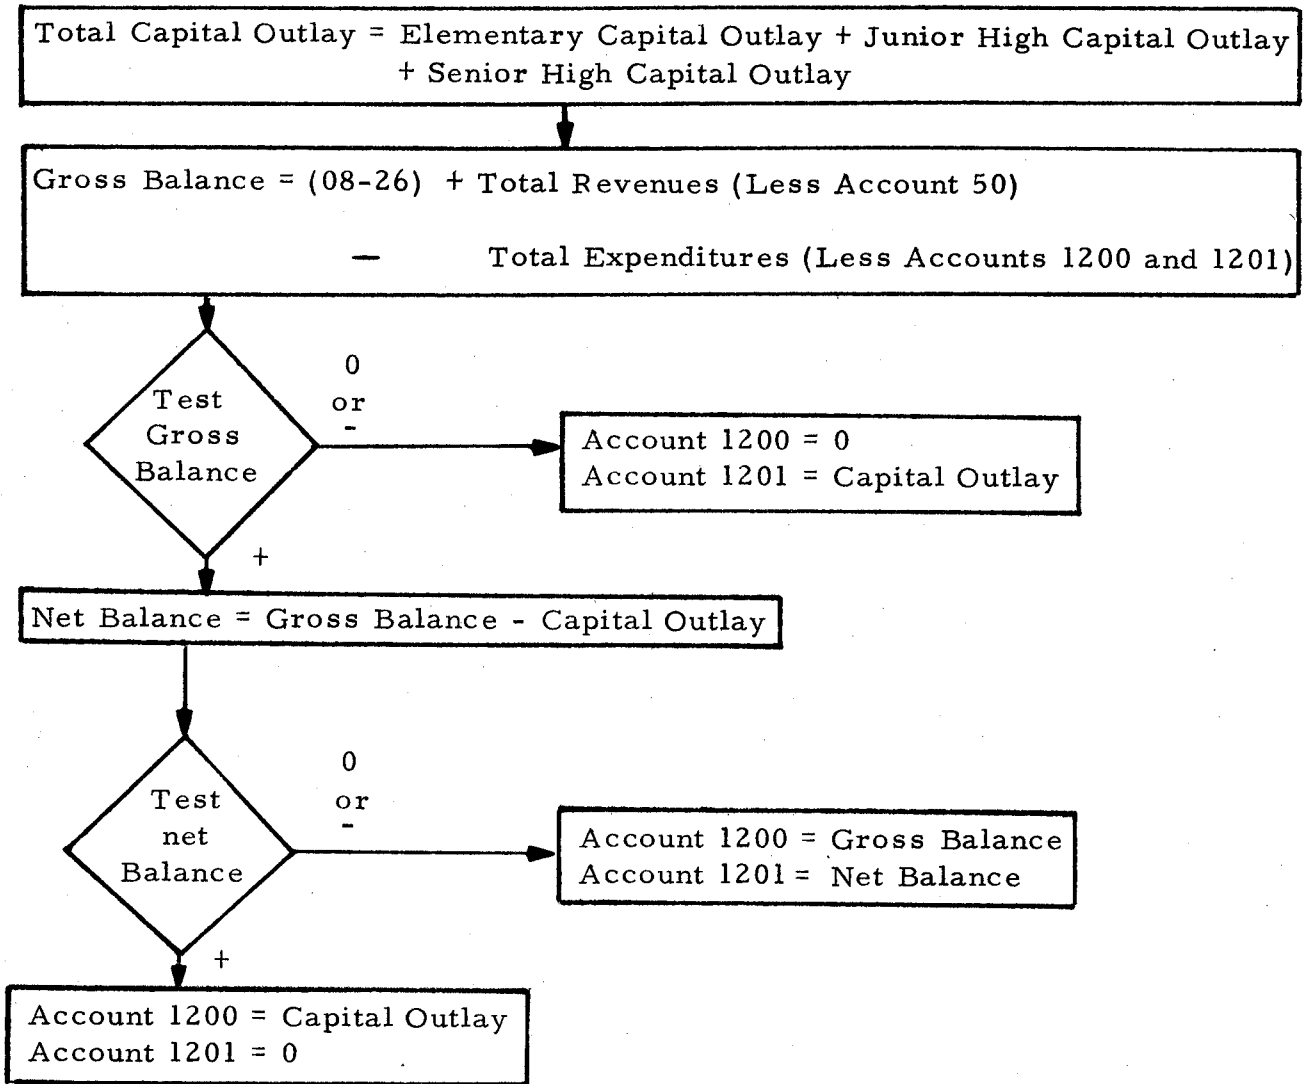 Total Capital Outlay = Elementary Capital Outlay + Junior High Capital Outlay
+ Senior High Capital Outlay
Gross Balance = (08-26) + Total Revenues (Less Account 50)
— Total Expenditures (Less Accounts 1200 and 1201)
Test
Gross
Balance
0
or
-
Account 1200 = 0
Account 1201 = Capital Outlay
+
Net Balance = Gross Balance - Capital Outlay
Test
net
Balance
0
or
-
Account 1200 = Gross Balance
Account 1201 = Net Balance
+
Account 1200 = Capital Outlay
Account 1201 = 0